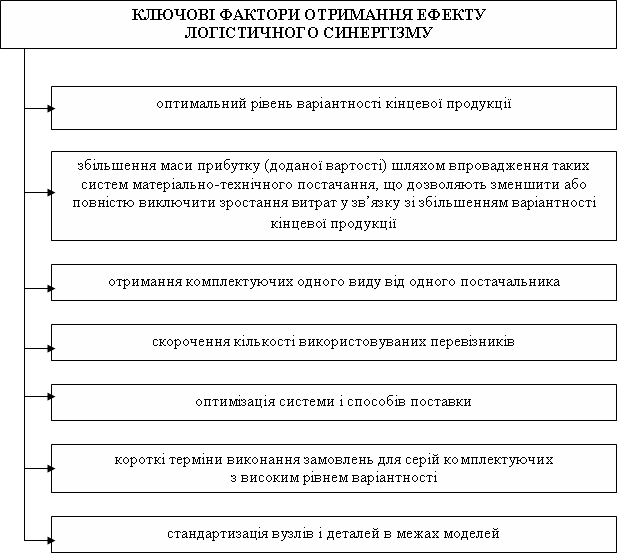 КЛЮЧОВІ ФАКТОРИ ОТРИМАННЯ ЕФЕКТУ
ЛОГІСТИЧНОГО СИНЕРГІЗМУ
оптимальний рівень варіантності кінцевої продукції
збільшення маси прибутку (доданої вартості) шляхом впровадження таких
систем матеріально-технічного постачання, що дозволяють зменшити або
повністю виключити зростання витрат у зв’язку зі збільшенням варіантності
кінцевої продукції
отримання комплектуючих одного виду від одного постачальника
скорочення кількості використовуваних перевізників
оптимізація системи і способів поставки
короткі терміни виконання замовлень для серій комплектуючих
з високим рівнем варіантності
стандартизація вузлів і деталей в межах моделей